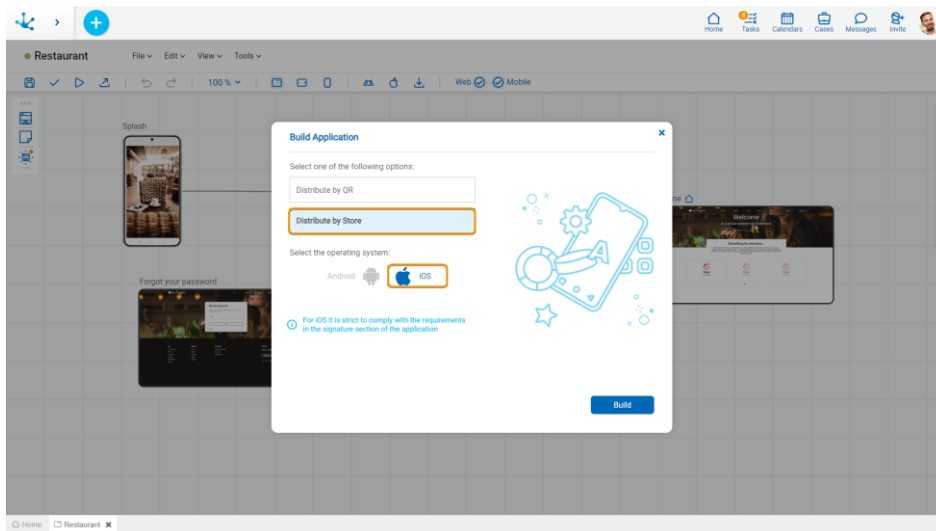 Home
Tasks
Calendars
Cases
Messages
Invite
Restaurant
File
Edit
View
Tools
100 %
Web
Mobile
Splash
Build Application
Select one of the following options:
Distribute by QR
Distribute by Store
Select the operating system:
Android
iOS
For iOS it is strict to comply with the requirements
in the signature section of the application
Build
Welcome
Forgot your password
Home
Restaurant